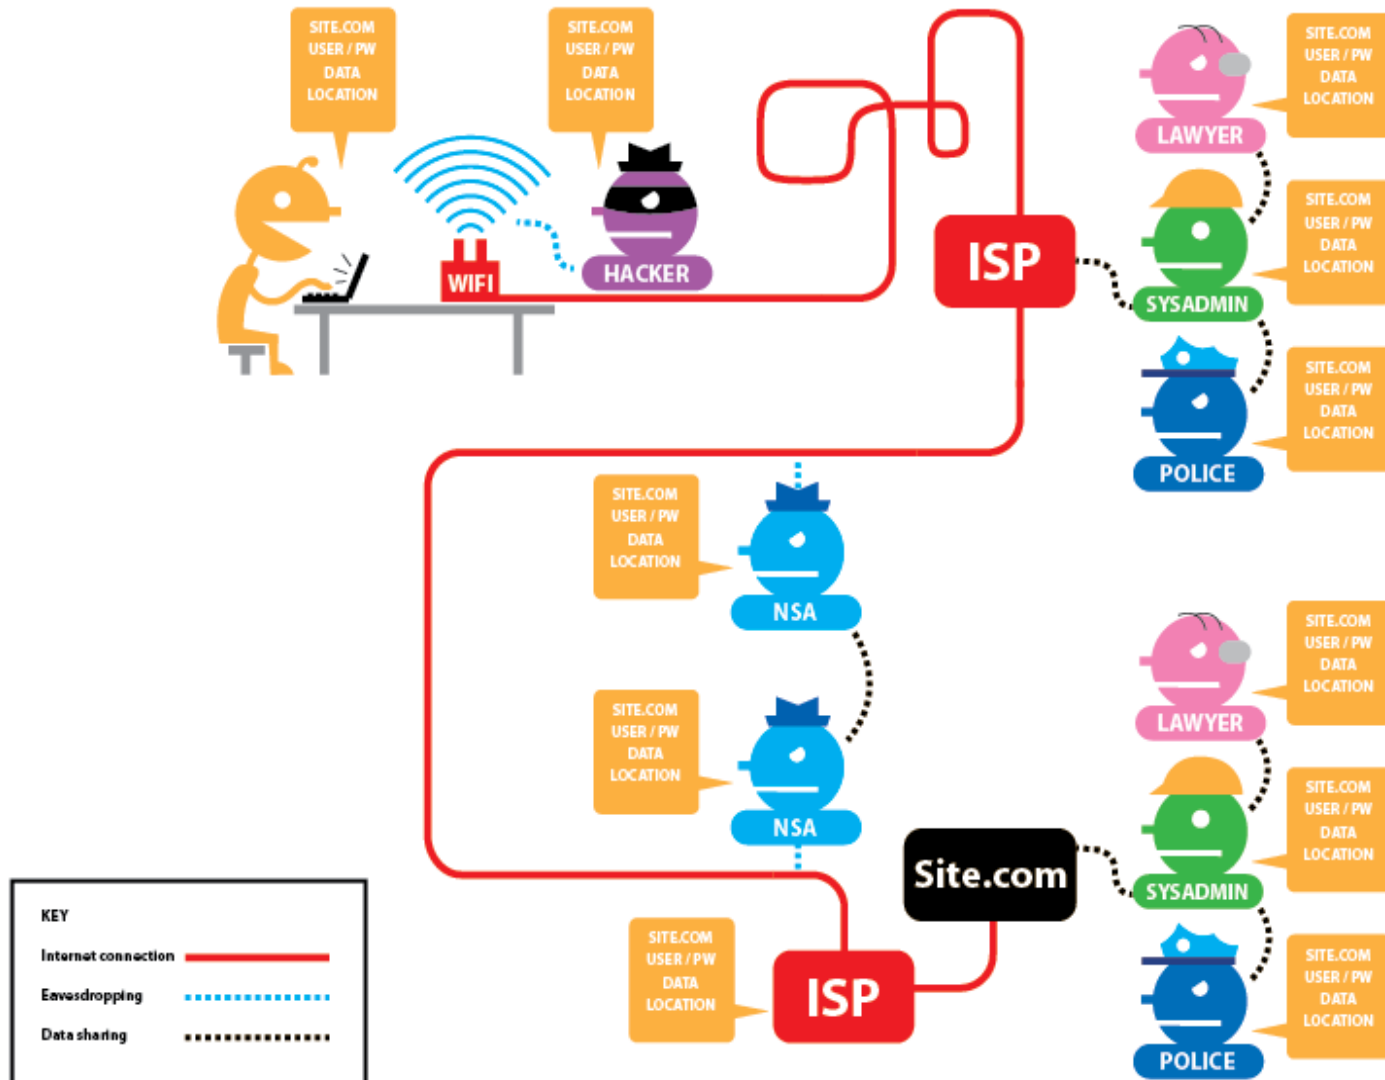 SITE.COM
USER / PW
DATA
LOCATION
SITE.COM
USER / PW
DATA
LOCATION
WIFI
HACKER
ISP
SITE.COM
USER / PW
DATA
LOCATION
LAWYER
SITE.COM
USER / PW
DATA
LOCATION
SYSADMIN
SITE.COM
USER / PW
DATA
LOCATION
POLICE
SITE.COM
USER / PW
DATA
LOCATION
NSA
SITE.COM
USER / PW
DATA
LOCATION
NSA
SITE.COM
USER / PW
DATA
LOCATION
LAWYER
SITE.COM
USER / PW
DATA
LOCATION
SYSADMIN
SITE.COM
USER / PW
DATA
LOCATION
POLICE
Site.com
SITE.COM
USER / PW
DATA
LOCATION
ISP
KEY
Internet connection
Eavesdropping
Data sharing